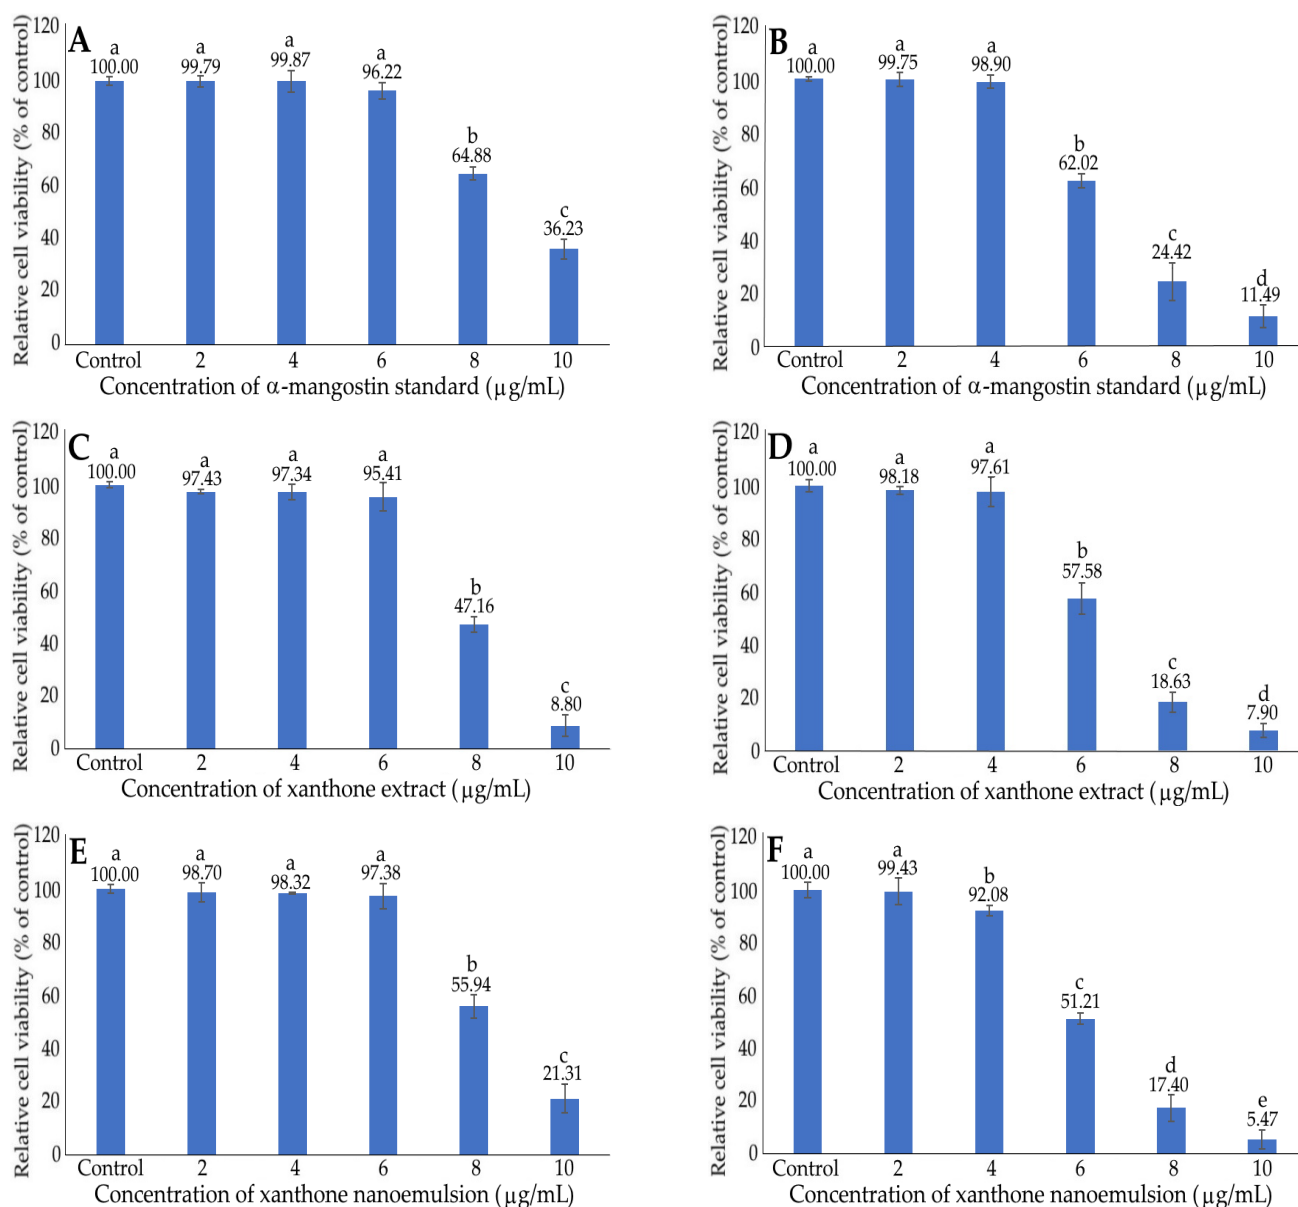 A
Relative cell viability (% of control)
120
100
80
60
40
20
0
a
100.00
a
99.79
a
99.87
a
96.22
b
64.88
c
36.23
Control 2 4 6 8 10
Concentration of α-mangostin standard (µg/mL)
B
Relative cell viability (% of control)
120
100
80
60
40
20
0
a
100.00
a
99.75
a
98.90
b
62.02
c
24.42
d
11.49
Control 2 4 6 8 10
Concentration of α-mangostin standard (µg/mL)
C
Relative cell viability (% of control)
120
100
80
60
40
20
0
a
100.00
a
97.43
a
97.34
a
95.41
b
47.16
c
8.80
Control 2 4 6 8 10
Concentration of xanthone extract (µg/mL)
D
Relative cell viability (% of control)
120
100
80
60
40
20
0
a
100.00
a
98.18
a
97.61
b
57.58
c
18.63
d
7.90
Control 2 4 6 8 10
Concentration of xanthone extract (µg/mL)
E
Relative cell viability (% of control)
120
100
80
60
40
20
0
a
100.00
a
98.70
a
98.32
a
97.38
b
55.94
c
21.31
Control 2 4 6 8 10
Concentration of xanthone nanoemulsion (µg/mL)
F
Relative cell viability (% of control)
120
100
80
60
40
20
0
a
100.00
a
99.43
b
92.08
c
51.21
d
17.40
e
5.47
Control 2 4 6 8 10
Concentration of xanthone nanoemulsion (µg/mL)